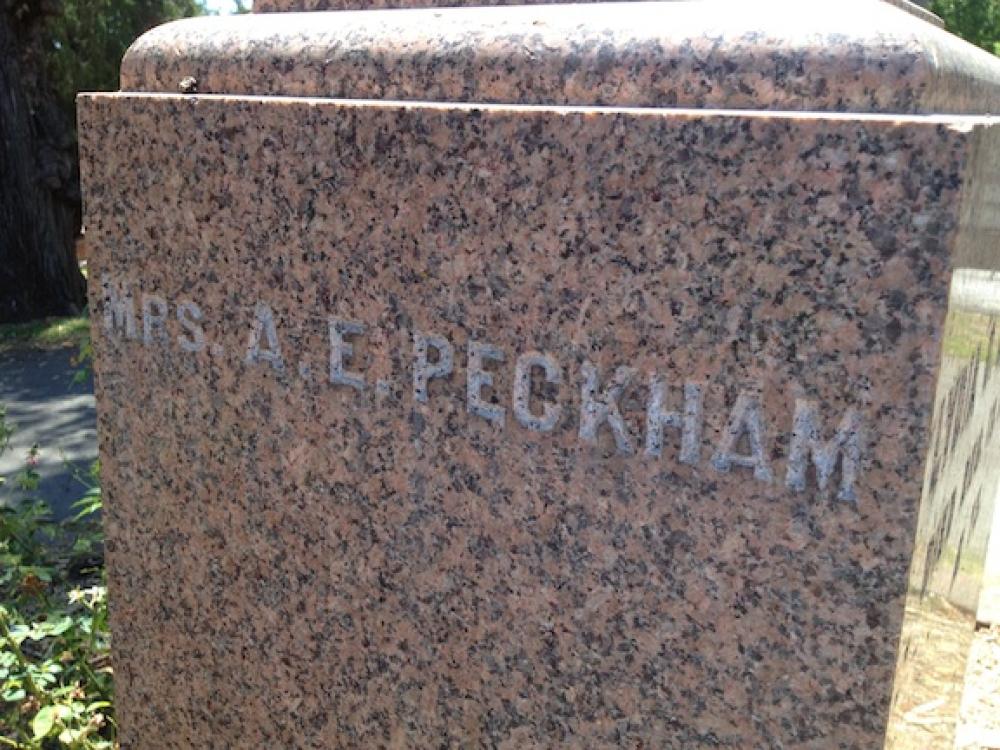 MRS. A. E. PECKHAM